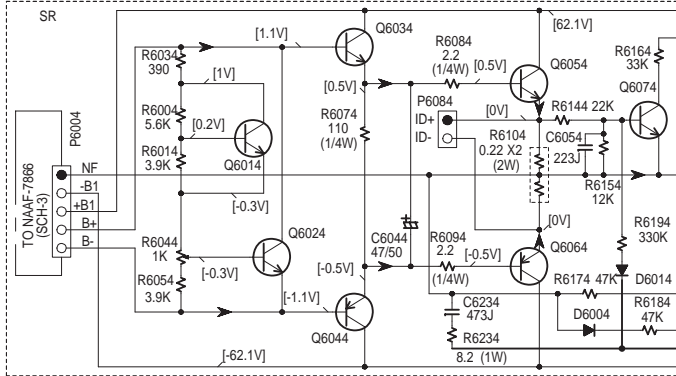 SR
[1.1V]
Q6034
[62.1V]
R6034
390
[1V]
R6084
2.2
(1/4W)
[0.5V]
Q6054
R6164
33K
[0.5V]
Q6074
P6004
R6004
5.6K
[0.2V]
R6074
110
(1/4W)
P6084
ID+
ID-
[0V]
R6144 22K
R6014
3.9K
Q6014
R6104
0.22 X2
(2W)
C6054
223J
TO NAAF-7866
(SCH-3)
NF
-B1
+B1
B+
B-
R6154
12K
[-0.3V]
[0V]
R6194
330K
R6044
1K
Q6024
C6044
47/50
R6094
2.2
(1/4W)
[-0.5V]
Q6064
[-0.3V]
[-0.5V]
R6054
3.9K
R6174 47K
D6014
[-1.1V]
C6234
473J
D6004
R6184
47K
Q6044
R6234
8.2 (1W)
[-62.1V]